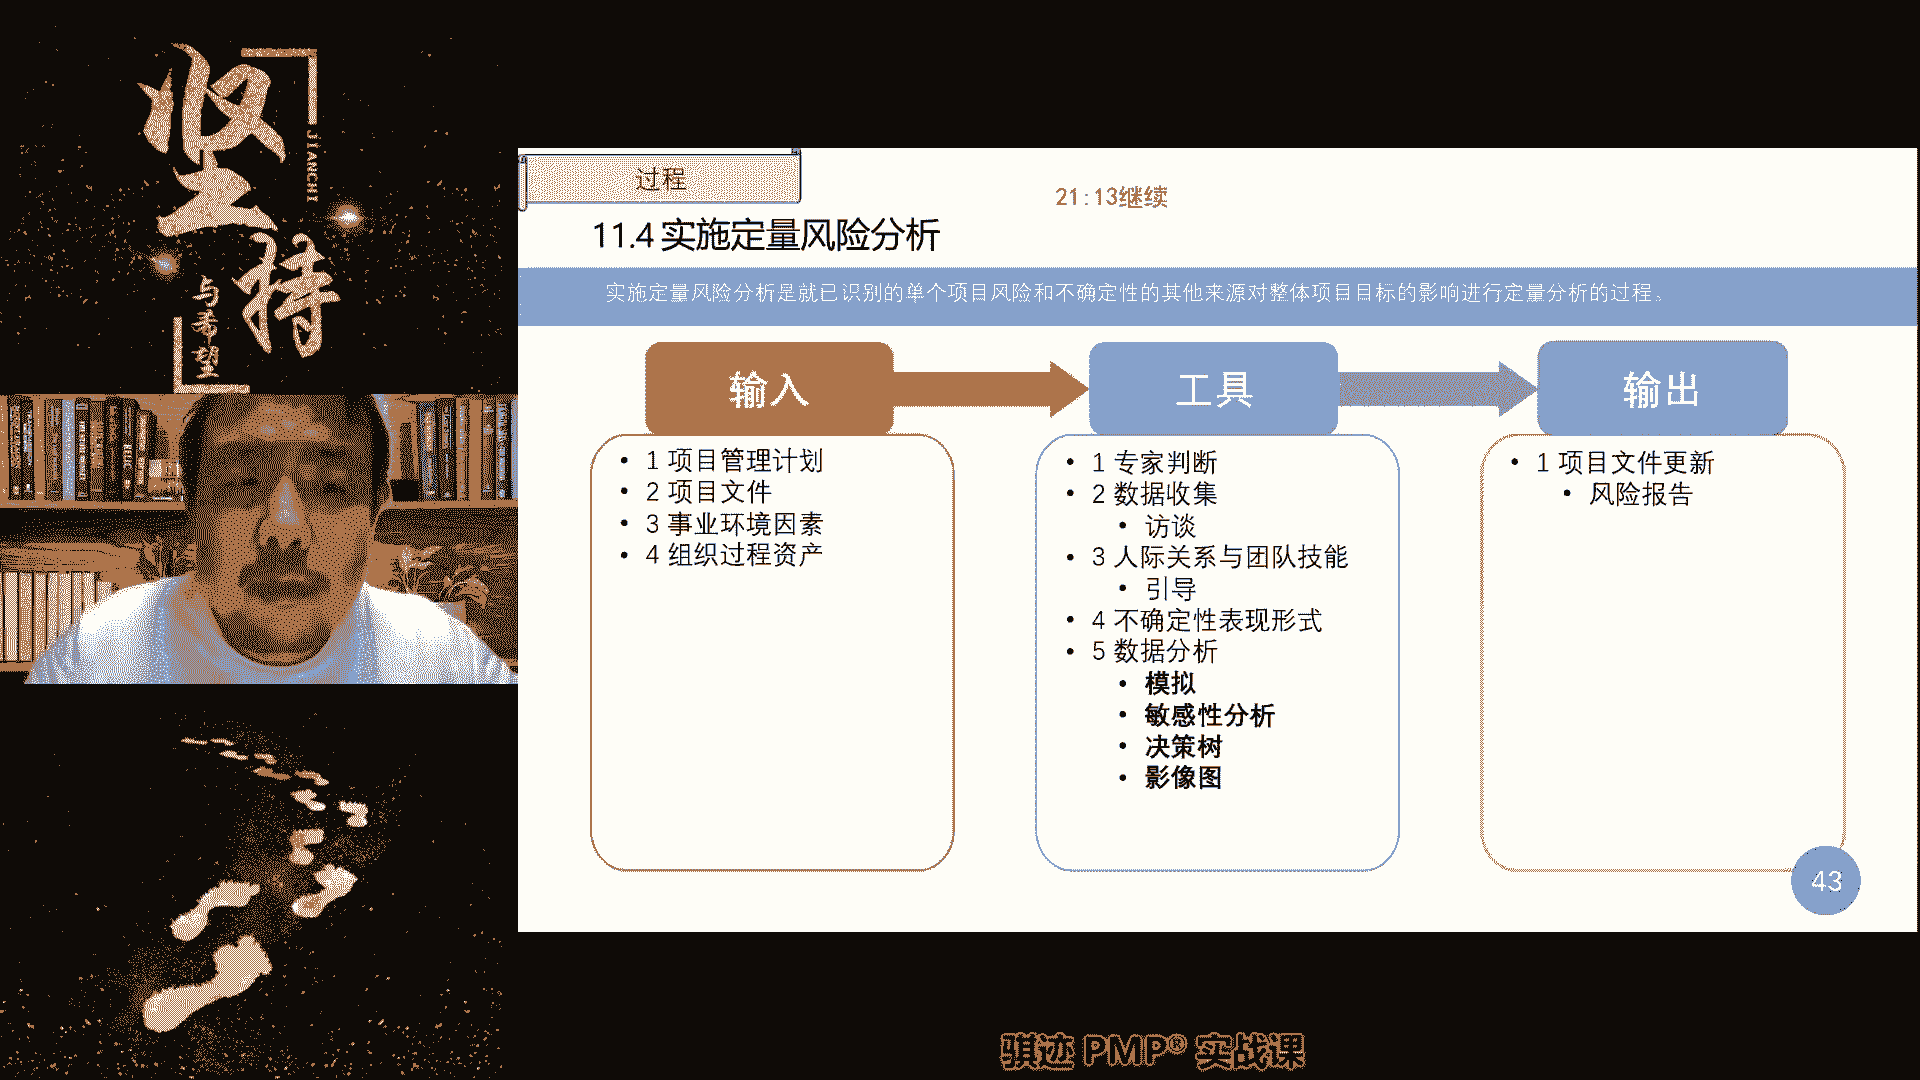 坚持
JIANCHI
与希望
过程
21:13继续
11.4 实施定量风险分析
实施定量风险分析是就已识别的单个项目风险和不确定性的其他来源对整体项目目标的影响进行定量分析的过程。
输入
• 1 项目管理计划
• 2 项目文件
• 3 事业环境因素
• 4 组织过程资产
工具
• 1 专家判断
• 2 数据收集
• 访谈
• 3 人际关系与团队技能
• 引导
• 4 不确定性表现形式
• 5 数据分析
• 模拟
• 敏感性分析
• 决策树
• 影像图
输出
• 1 项目文件更新
• 风险报告
43
骐迹 PMP® 实战课